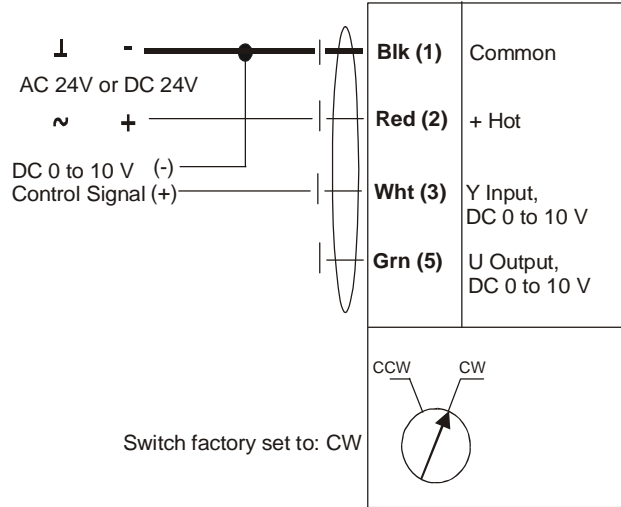 ⊥ -
Blk (1) Common
AC 24V or DC 24V
~ +
Red (2) + Hot
DC 0 to 10 V (-)
Control Signal (+)
Wht (3) Y Input,
DC 0 to 10 V
Grn (5) U Output,
DC 0 to 10 V
CCW CW
Switch factory set to: CW